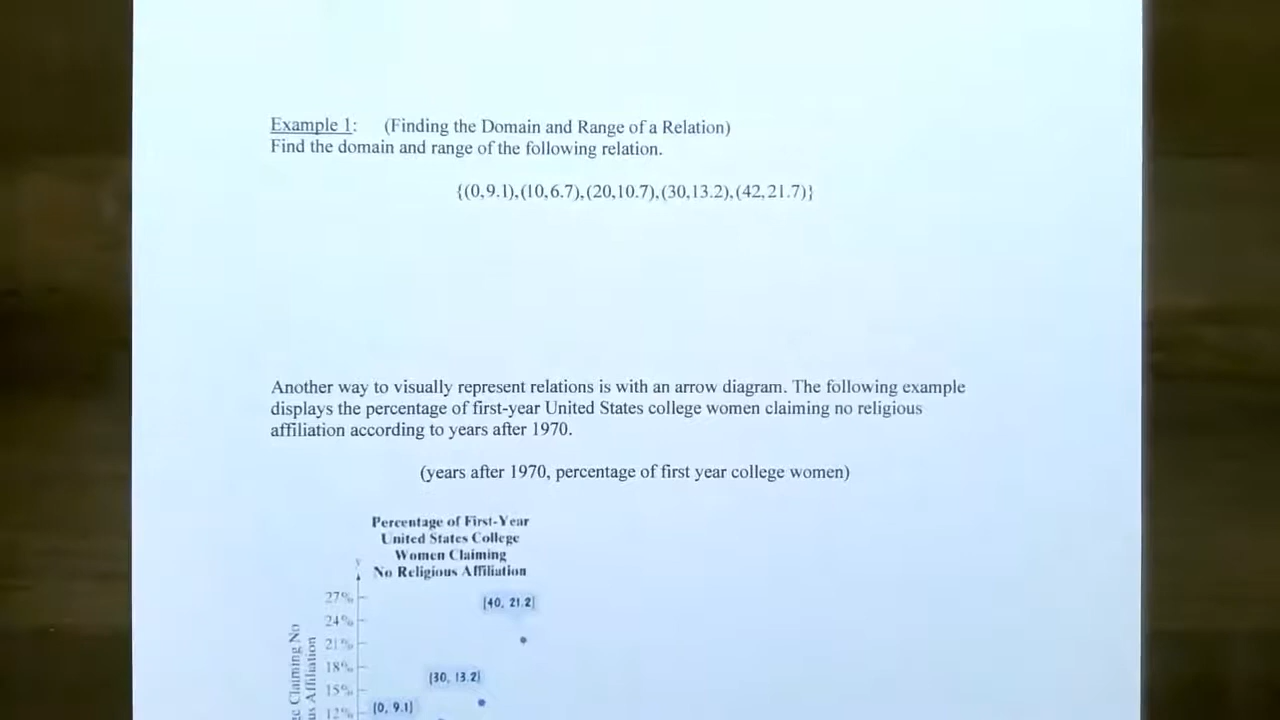 Example 1: (Finding the Domain and Range of a Relation)
Find the domain and range of the following relation.
{(0,9.1),(10,6.7),(20,10.7),(30,13.2),(42,21.7)}
Another way to visually represent relations is with an arrow diagram. The following example
displays the percentage of first-year United States college women claiming no religious
affiliation according to years after 1970.
(years after 1970, percentage of first year college women)
Percentage of First-Year
United States College
Women Claiming
No Religious Affiliation
y
27%
[40, 21.2]
24%
21%
18%
(30, 13.2)
15%
(0, 9.1)
12%
Claiming No
Affiliation